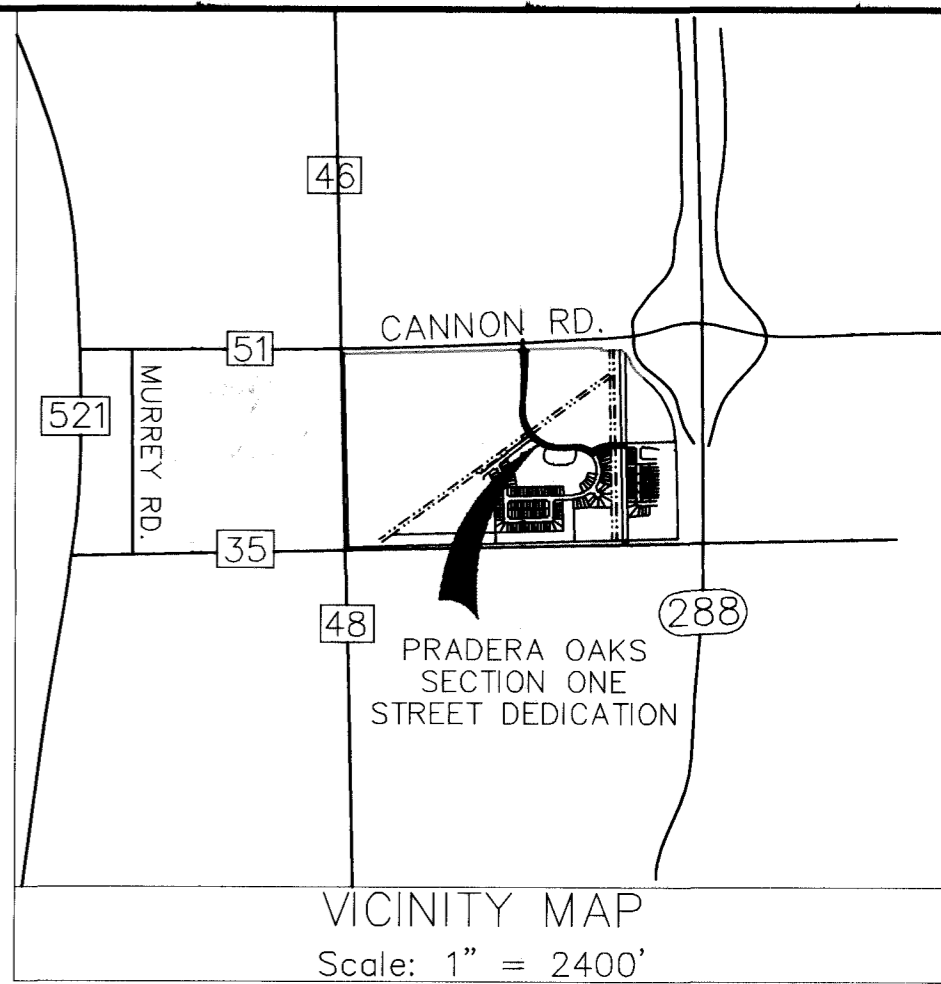 46
CANNON RD.
51
521
MURREY RD.
35
48
288
PRADERA OAKS
SECTION ONE
STREET DEDICATION
VICINITY MAP
Scale: 1" = 2400'